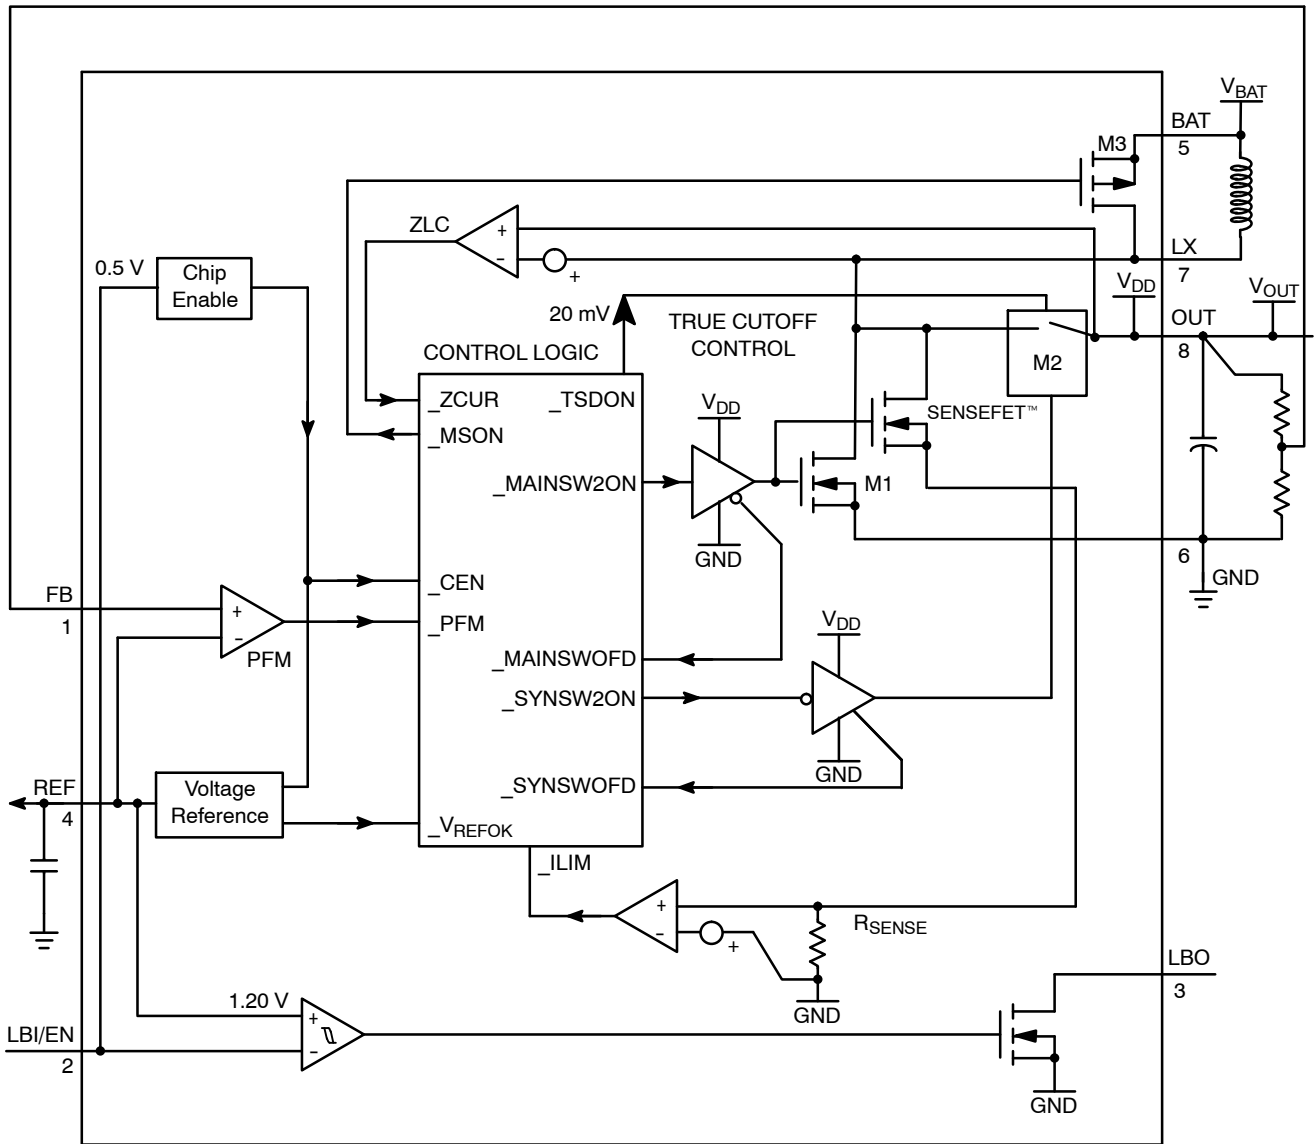 V_BAT
BAT
5
M3
ZLC
+
−
+
LX
7
0.5 V
Chip
Enable
V_DD
V_OUT
20 mV
TRUE CUTOFF
CONTROL
OUT
8
CONTROL LOGIC
M2
_ZCUR
_TSDON
V_DD
SENSEFET™
_MSON
_MAINSW2ON
M1
GND
6
GND
_CEN
FB
1
+
−
PFM
_PFM
V_DD
_MAINSWOFD
_SYNSW2ON
GND
_SYNSWOFD
REF
4
Voltage
Reference
_V_REFOK
_ILIM
+
−
+
R_SENSE
LBO
3
GND
1.20 V
+
−
LBI/EN
2
GND